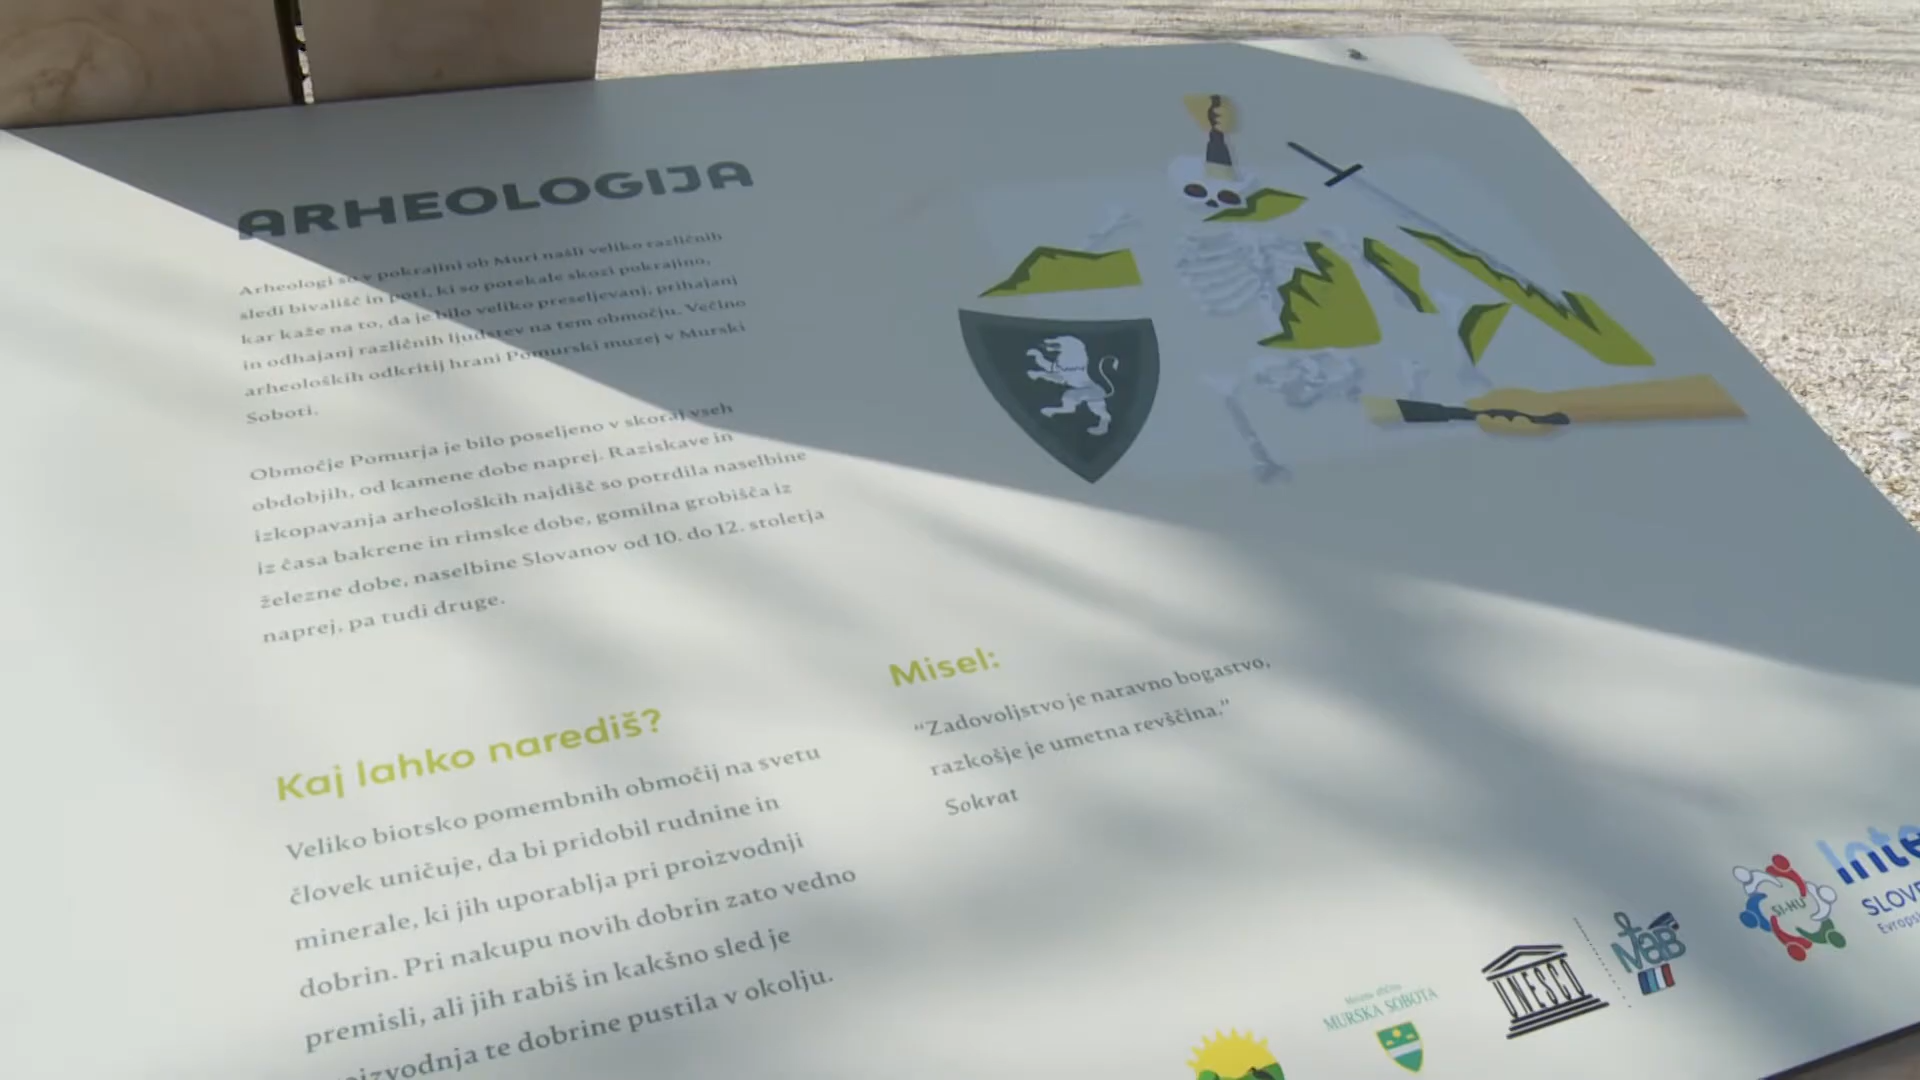 ARHEOLOGIJA
Arheologi so v pokrajini ob Muri našli veliko različnih
sledi bivališč in poti, ki so potekale skozi pokrajino,
kar kaže na to, da je bilo veliko preseljevanj, prihajanj
in odhajanj različnih ljudstev na tem območju. Večino
arheoloških odkritij hrani Pomurski muzej v Murski
Soboti.
Območje Pomurja je bilo poseljeno v skoraj vseh
obdobjih, od kamene dobe naprej. Raziskave in
izkopavanja arheoloških najdišč so potrdila naselbine
iz časa bakrene in rimske dobe, gomilna grobišča iz
železne dobe, naselbine Slovanov od 10. do 12. stoletja
naprej, pa tudi druge.
Kaj lahko narediš?
Veliko biotsko pomembnih območij na svetu
človek uničuje, da bi pridobil rudnine in
minerale, ki jih uporablja pri proizvodnji
dobrin. Pri nakupu novih dobrin zato vedno
premisli, ali jih rabiš in kakšno sled je
izvodnja te dobrine pustila v okolju.
Misel:
“Zadovoljstvo je naravno bogastvo,
razkošje je umetna revščina.”
Sokrat
MURSKA SOBOTA
UNESCO
MaB
SI-HU
Inte
SLOVE
Evrops